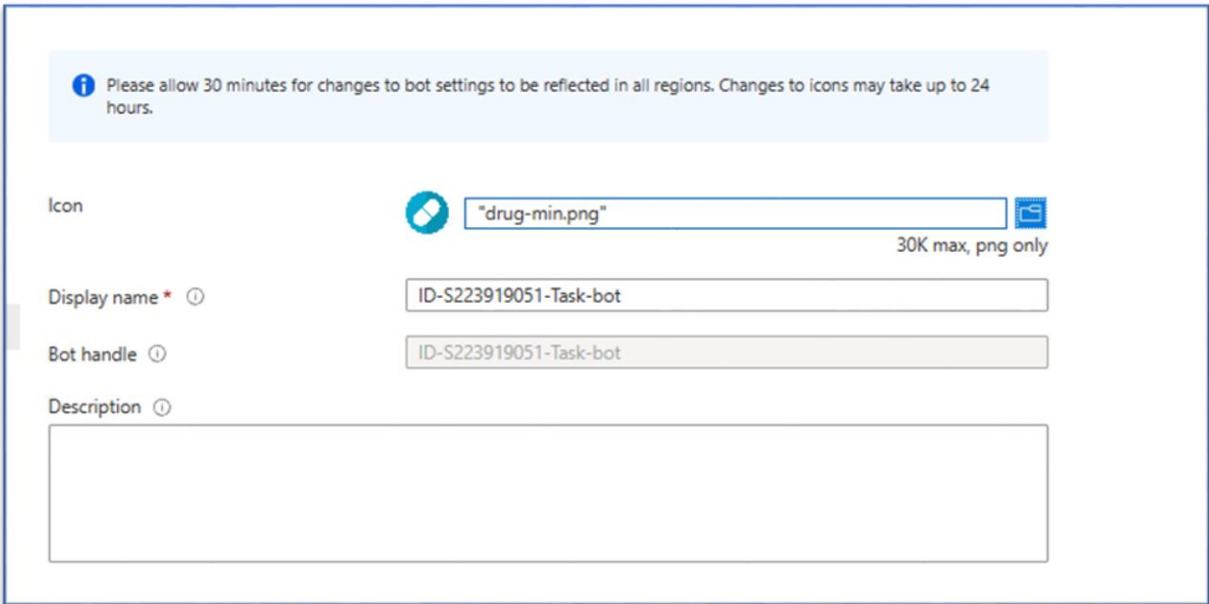 Please allow 30 minutes for changes to bot settings to be reflected in all regions. Changes to icons may take up to 24
hours.
Icon
"drug-min.png"
30K max, png only
Display name *
ID-S223919051-Task-bot
Bot handle
ID-S223919051-Task-bot
Description